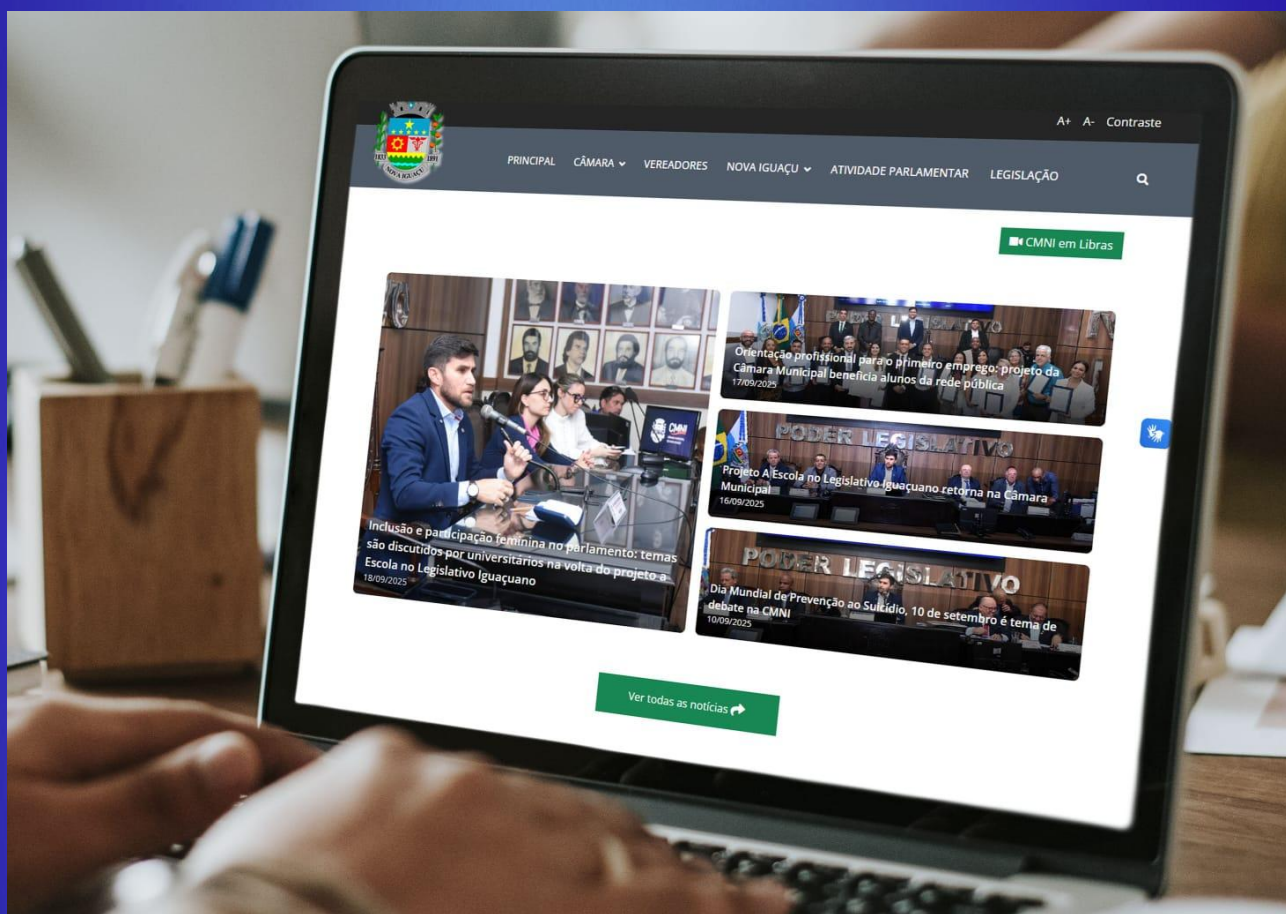 A+ A- Contraste
NOVA IGUAÇU
PRINCIPAL CÂMARA VEREADORES NOVA IGUAÇU ATIVIDADE PARLAMENTAR LEGISLAÇÃO
CMNI em Libras
CMNI
Inclusão e participação feminina no parlamento: temas
são discutidos por universitários na volta do projeto a
Escola no Legislativo Iguaçuano
18/09/2025
Orientação profissional para o primeiro emprego: projeto da
Câmara Municipal beneficia alunos da rede pública
17/09/2025
PODER LEGISLATIVO
Projeto A Escola no Legislativo Iguaçuano retorna na Câmara
Municipal
16/09/2025
PODER LEGISLATIVO
Dia Mundial de Prevenção ao Suicídio, 10 de setembro é tema de
debate na CMNI
10/09/2025
Ver todas as notícias